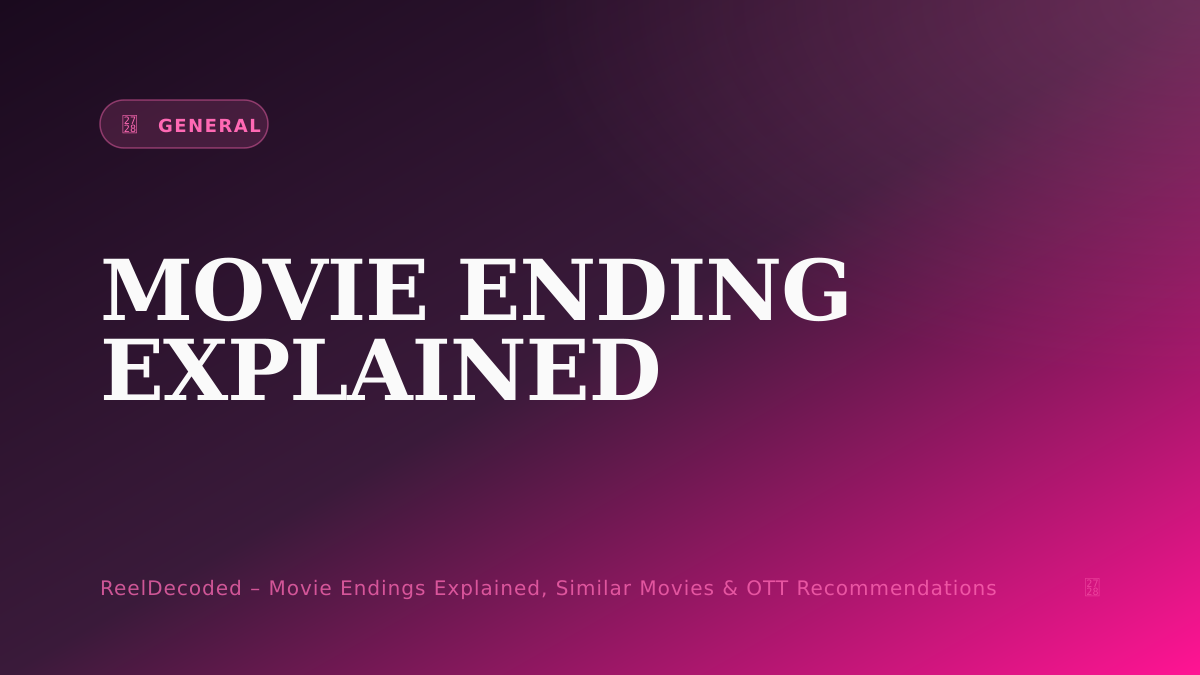 GENERAL
MOVIE ENDING
EXPLAINED
ReelDecoded – Movie Endings Explained, Similar Movies & OTT Recommendations